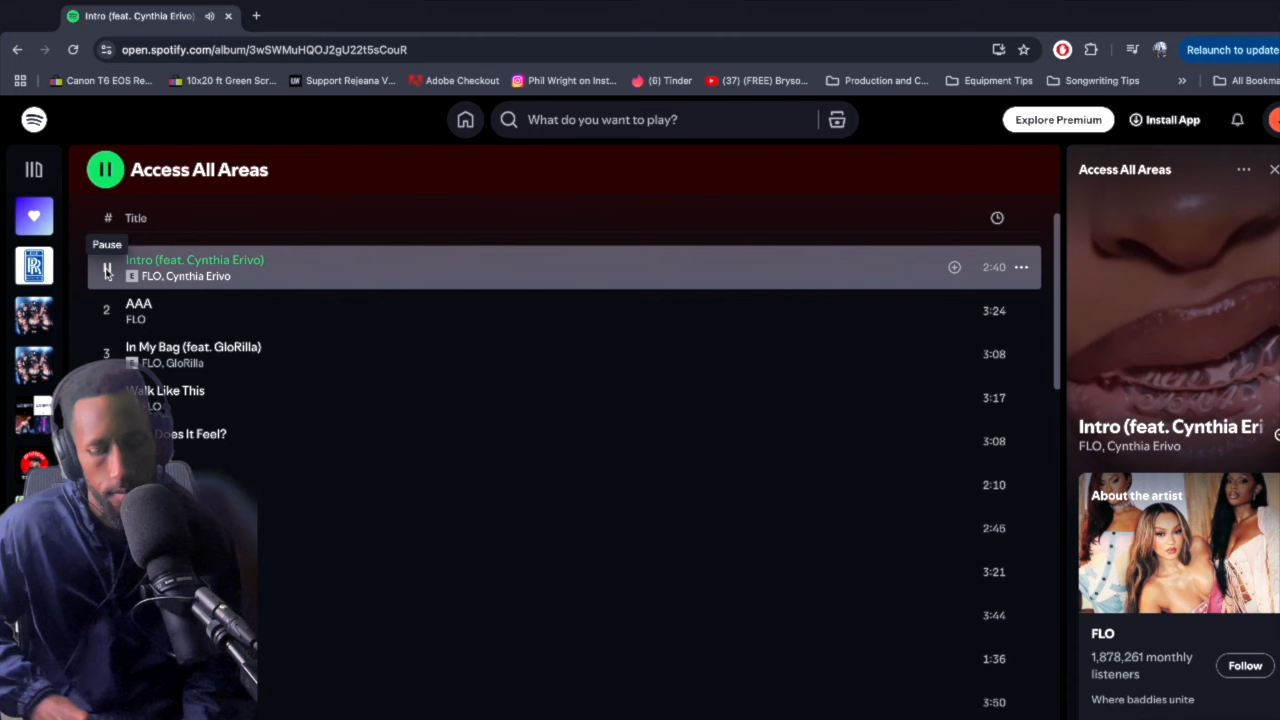 Intro (feat. Cynthia Erivo)
open.spotify.com/album/3wSWMuHQOJ2gU22t5sCouR
Relaunch to update
Canon T6 EOS Re...
10x20 ft Green Scr...
Support Rejeana V...
Adobe Checkout
Phil Wright on Inst...
(6) Tinder
(37) (FREE) Bryso...
Production and C...
Equipment Tips
Songwriting Tips
All Bookma
What do you want to play?
Explore Premium
Install App
Access All Areas
# Title
Pause
Intro (feat. Cynthia Erivo)
E FLO, Cynthia Erivo
2:40
2 AAA
FLO
3:24
3 In My Bag (feat. GloRilla)
E FLO, GloRilla
3:08
Walk Like This
LO
3:17
Does It Feel?
3:08
2:10
2:45
3:21
3:44
1:36
3:50
Access All Areas
Intro (feat. Cynthia Eri
FLO, Cynthia Erivo
About the artist
FLO
1,878,261 monthly
listeners
Follow
Where baddies unite